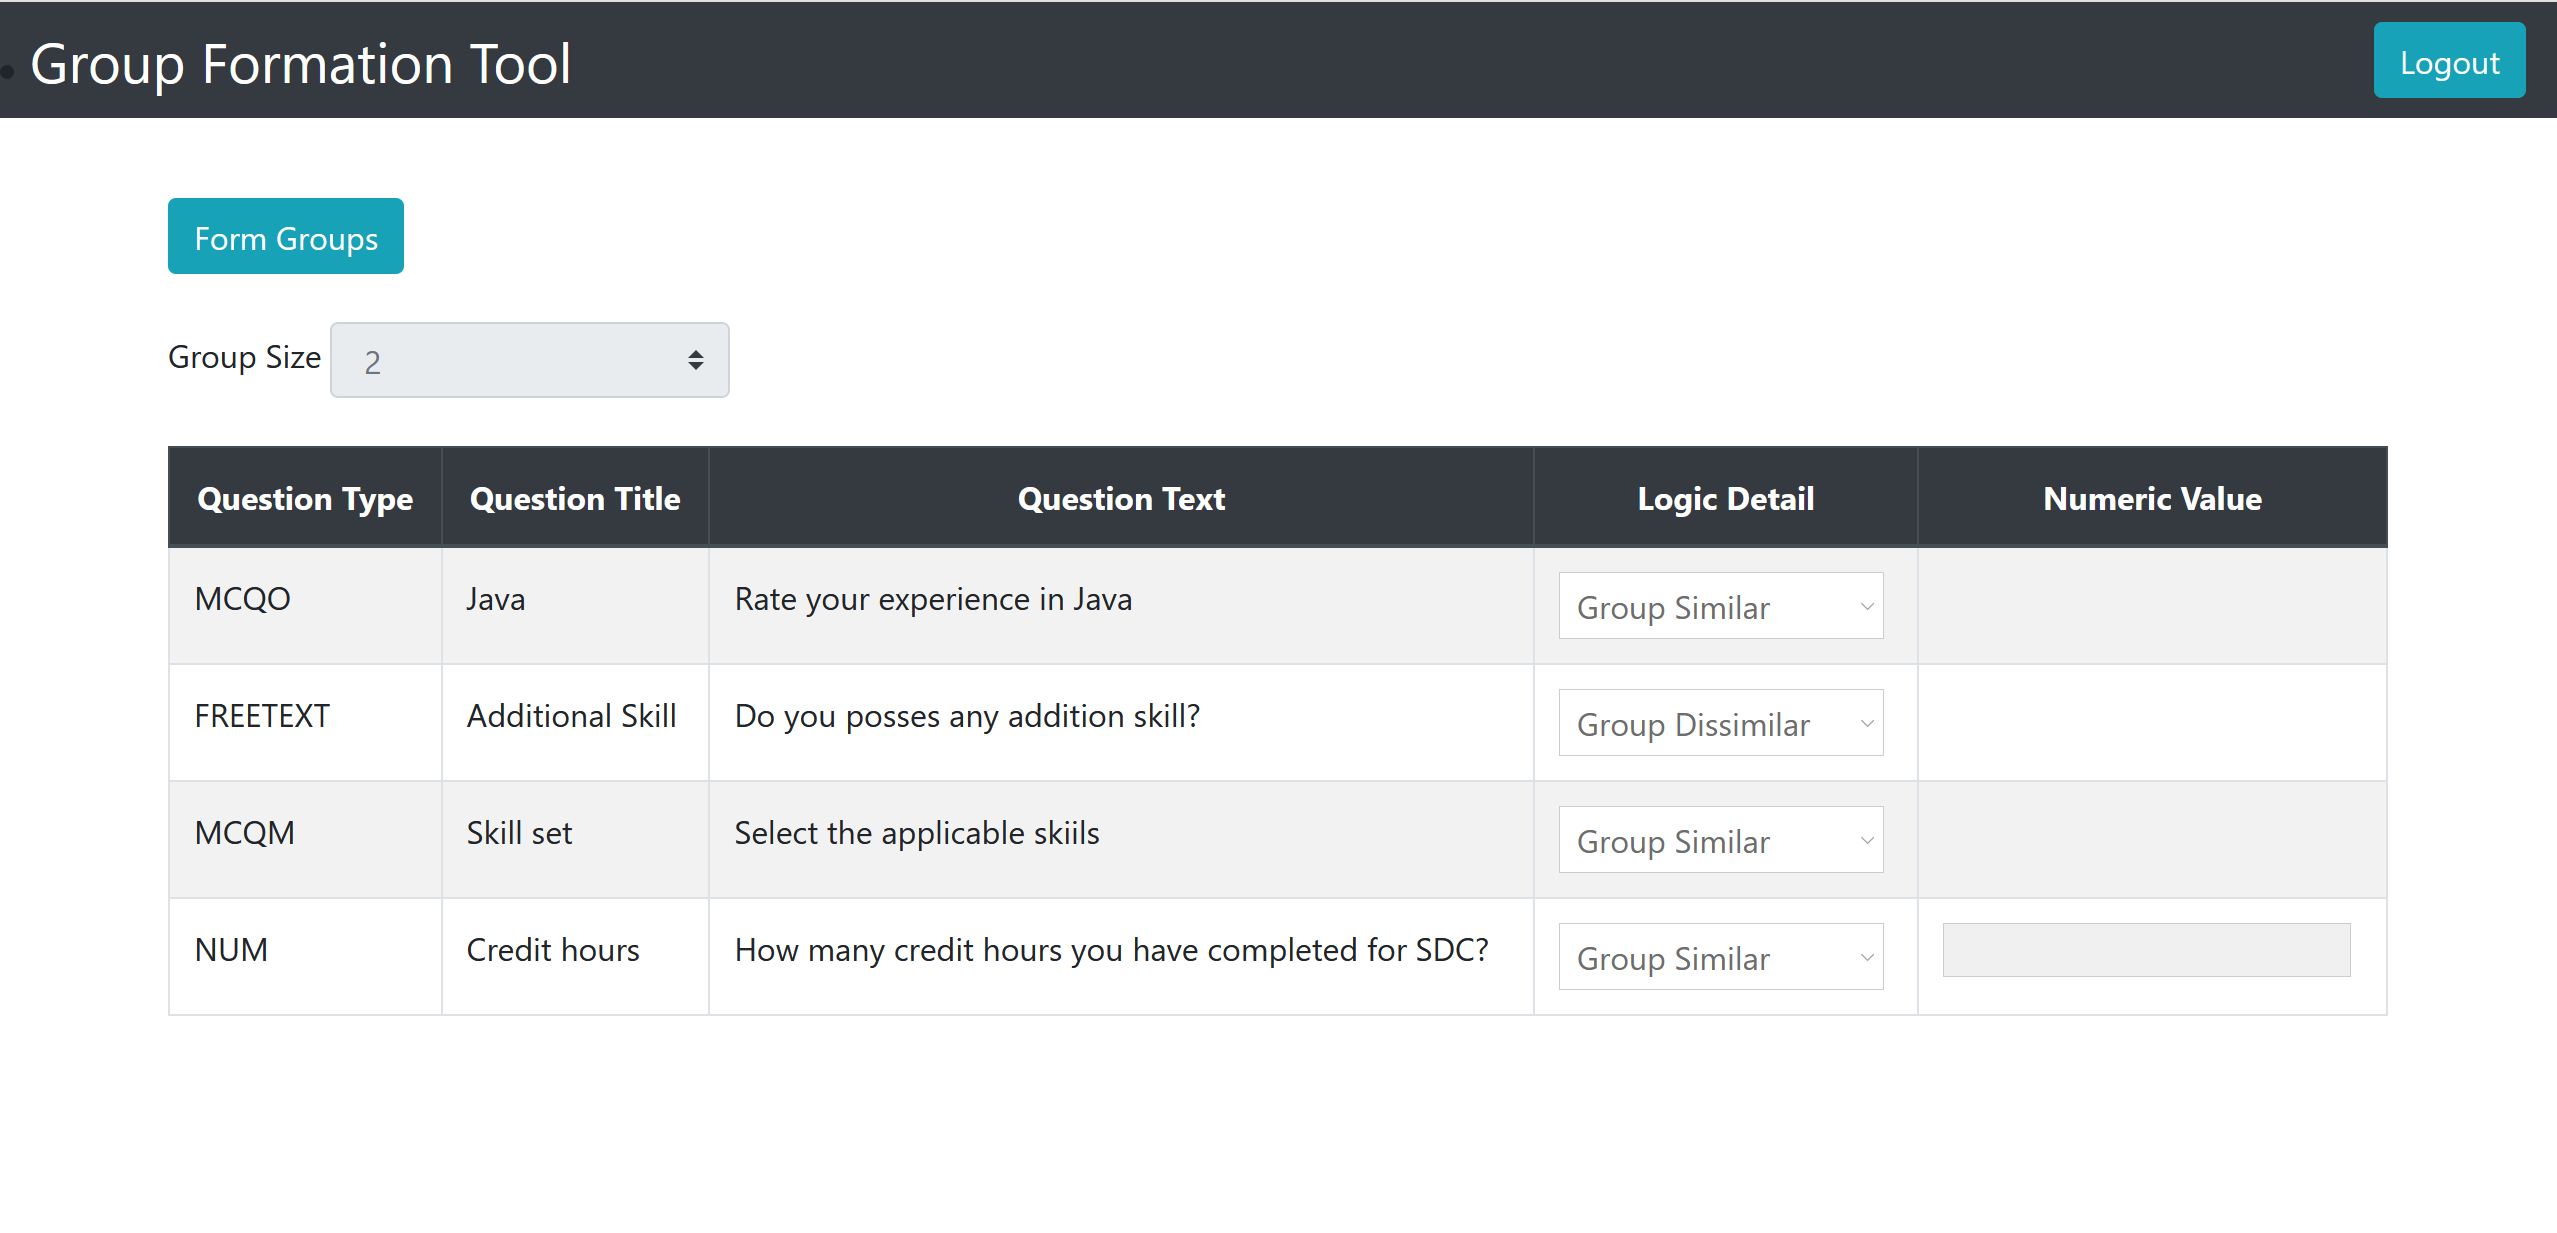 Group Formation Tool Logout
Form Groups
Group Size 2
Question Type Question Title Question Text Logic Detail Numeric Value
MCQO Java Rate your experience in Java Group Similar
FREETEXT Additional Skill Do you posses any addition skill? Group Dissimilar
MCQM Skill set Select the applicable skiils Group Similar
NUM Credit hours How many credit hours you have completed for SDC? Group Similar